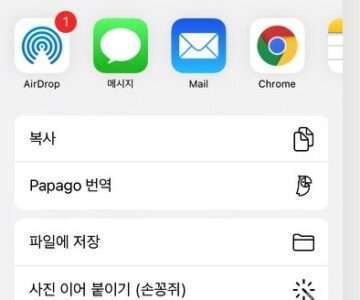 1
AirDrop
메시지
Mail
Chrome
복사
Papago 번역
파일에 저장
사진 이어 붙이기 (손꽁쥐)